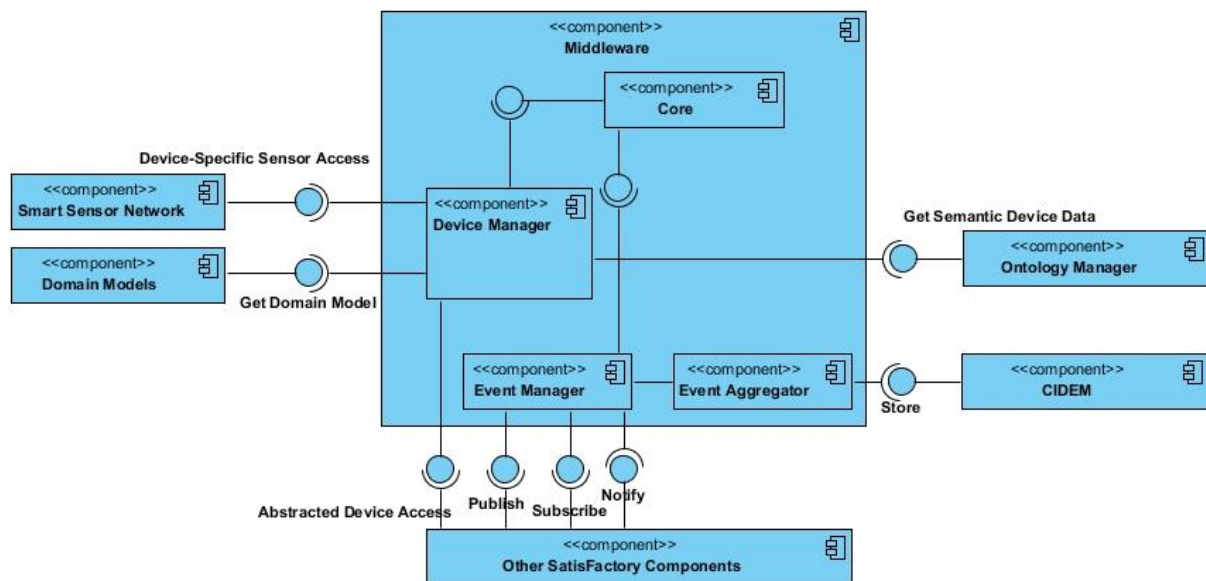 <<component>>
Middleware
<<component>>
Core
Device-Specific Sensor Access
<<component>>
Smart Sensor Network
<<component>>
Device Manager
Get Semantic Device Data
<<component>>
Ontology Manager
<<component>>
Domain Models
Get Domain Model
<<component>>
Event Manager
<<component>>
Event Aggregator
<<component>>
CIDEM
Store
Abstracted Device Access
Publish
Subscribe
Notify
<<component>>
Other SatisFactory Components